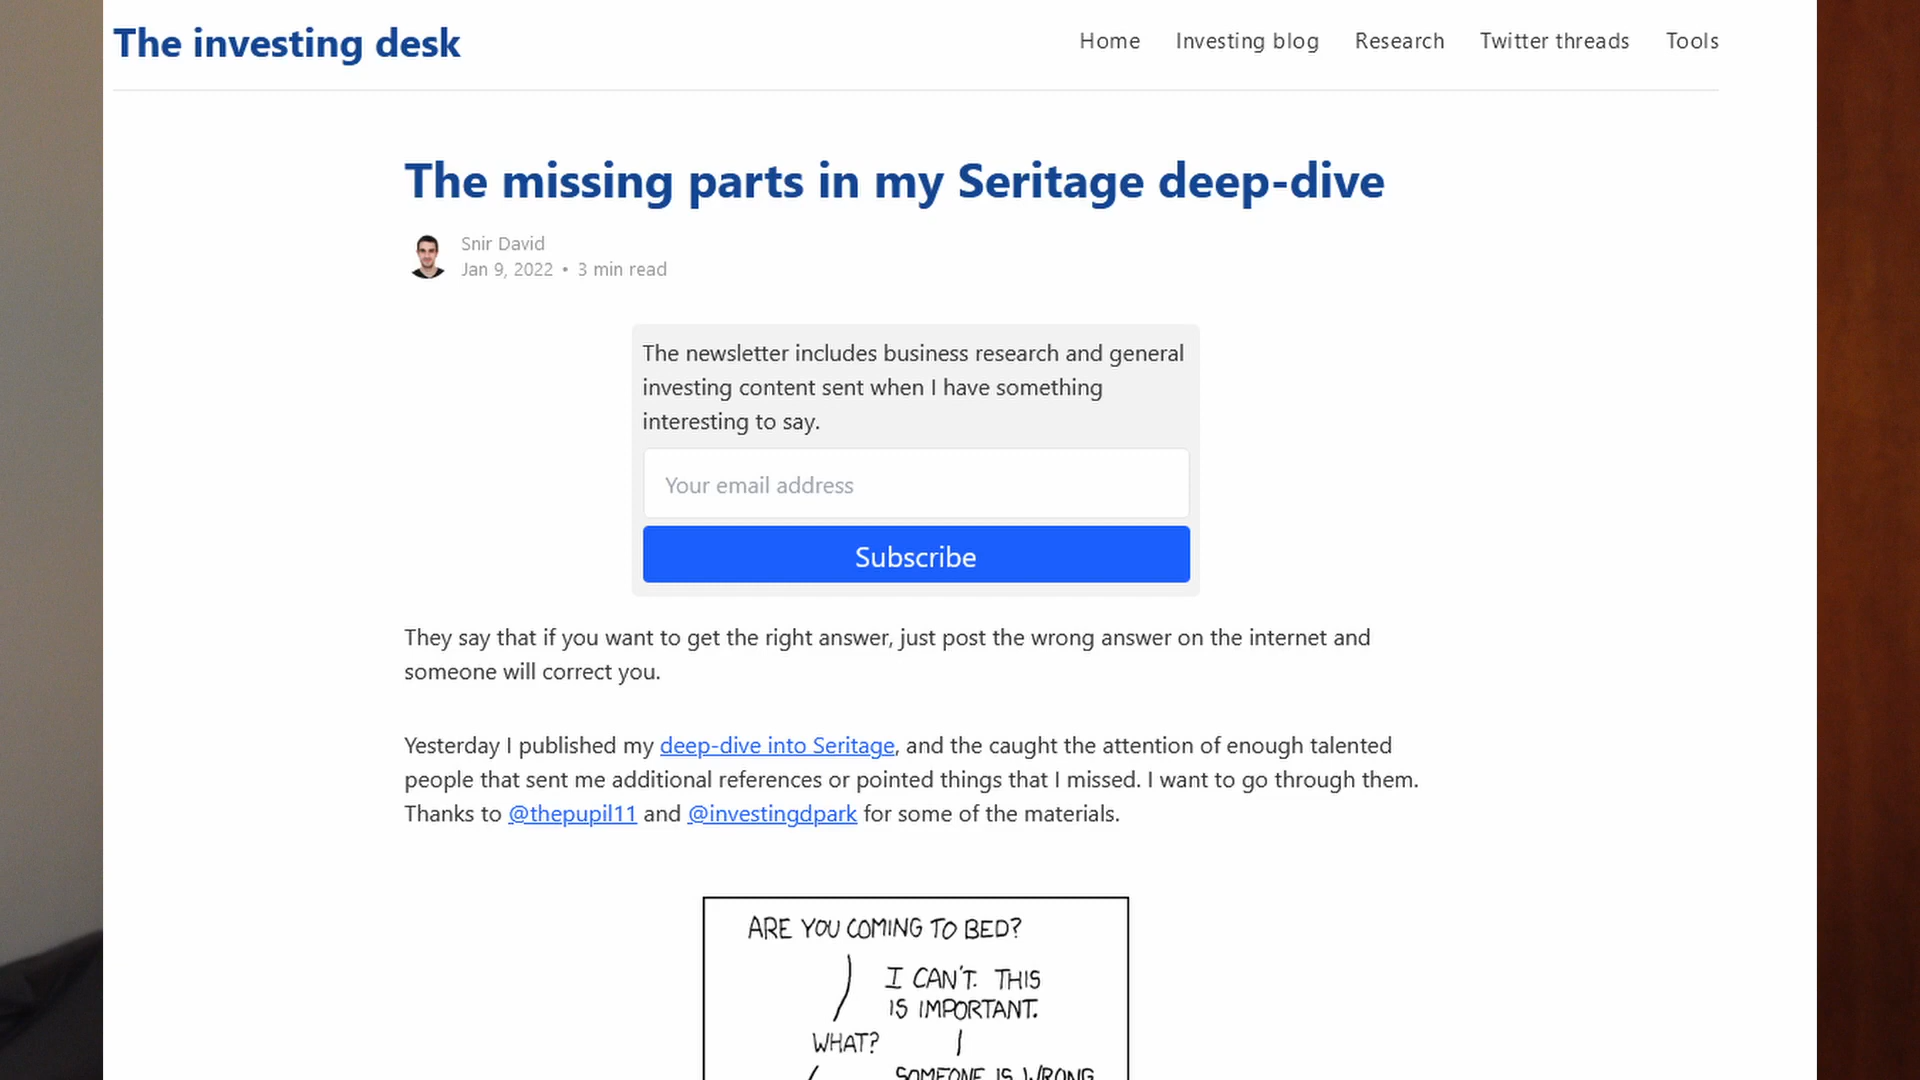 The investing desk
Home Investing blog Research Twitter threads Tools
The missing parts in my Seritage deep-dive
Snir David
Jan 9, 2022 • 3 min read
The newsletter includes business research and general
investing content sent when I have something
interesting to say.
Your email address
Subscribe
They say that if you want to get the right answer, just post the wrong answer on the internet and
someone will correct you.
Yesterday I published my deep-dive into Seritage, and the caught the attention of enough talented
people that sent me additional references or pointed things that I missed. I want to go through them.
Thanks to @thepupil11 and @investingdpark for some of the materials.
ARE YOU COMING TO BED?
I CAN'T. THIS
IS IMPORTANT.
WHAT?
SOMEONE IS WRONG